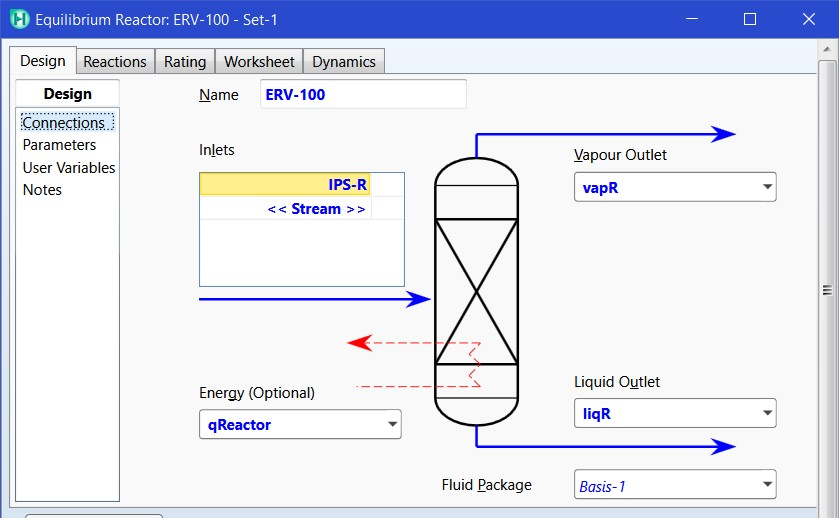 Equilibrium Reactor: ERV-100 - Set-1
Design Reactions Rating Worksheet Dynamics
Design
Connections
Parameters
User Variables
Notes
Name ERV-100
Inlets
IPS-R
<< Stream >>
Vapour Outlet
vapR
Energy (Optional)
qReactor
Liquid Outlet
liqR
Fluid Package Basis-1